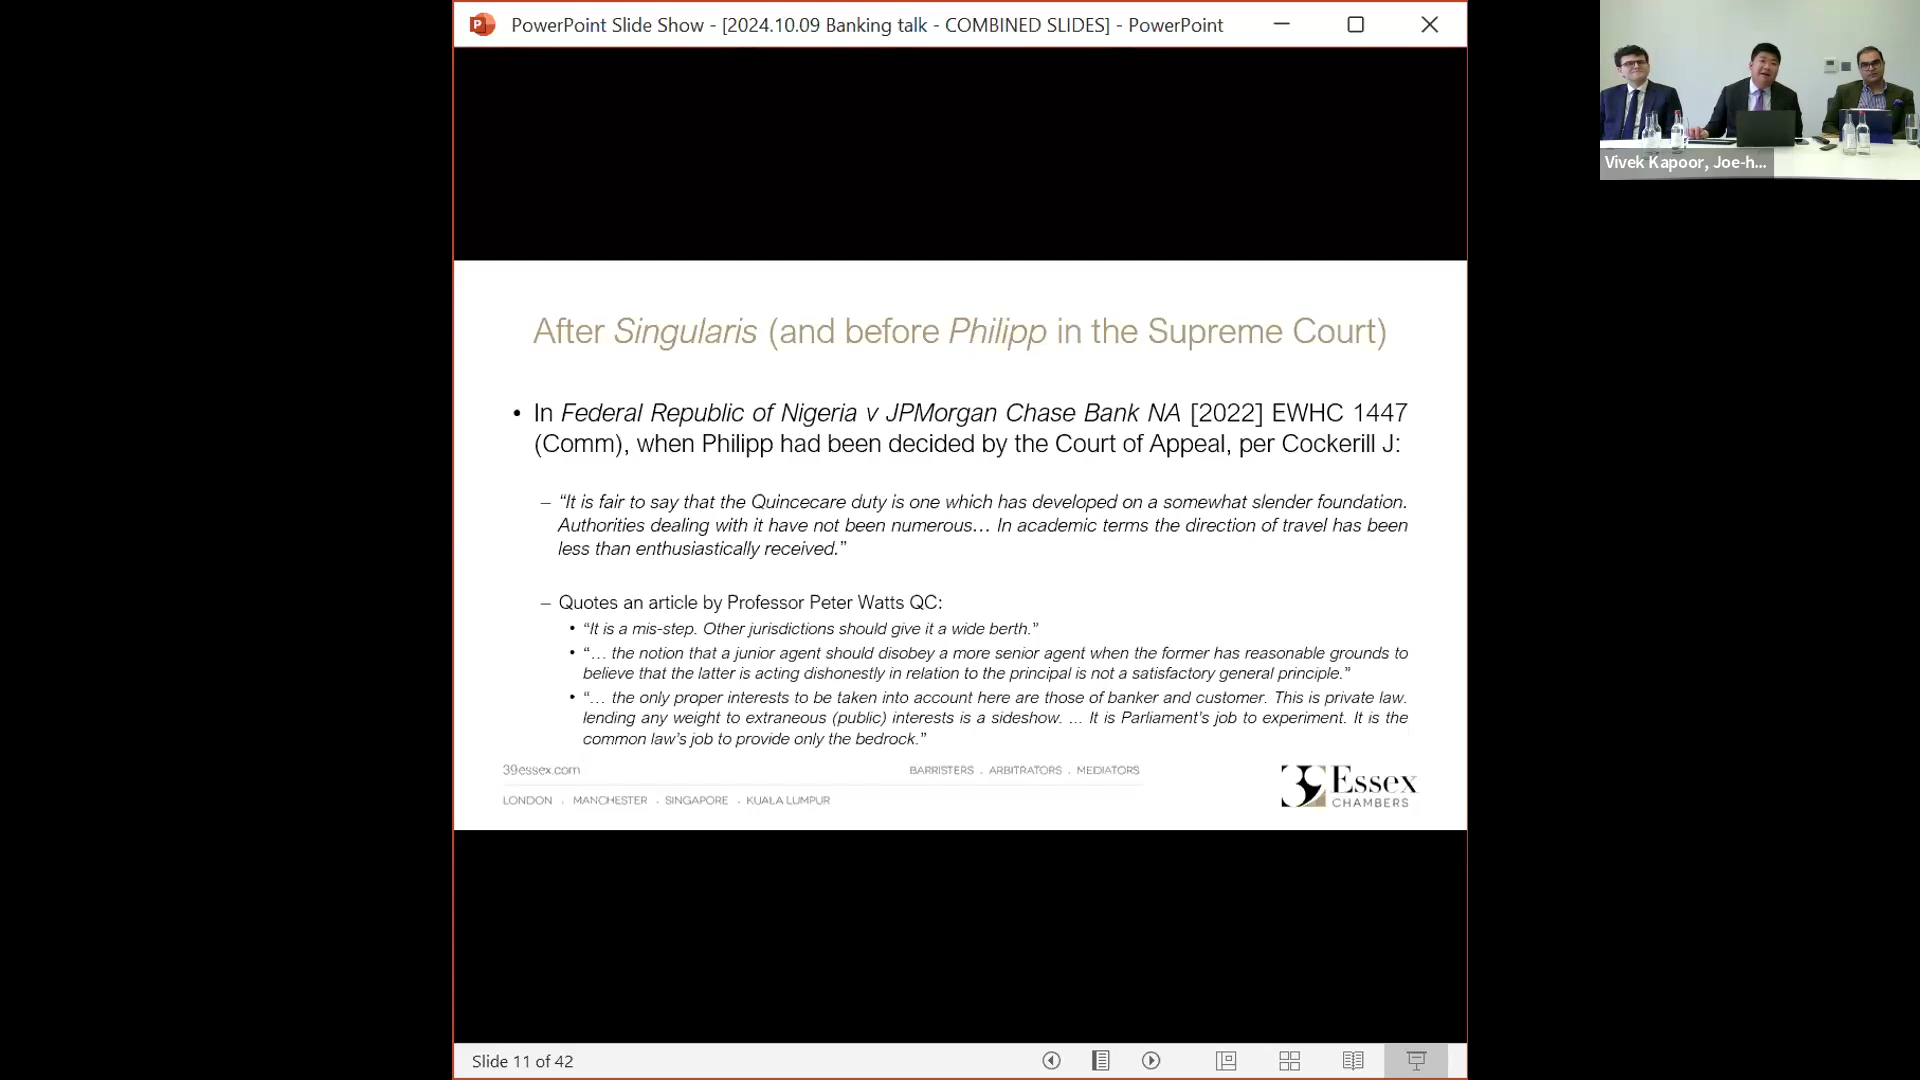 PowerPoint Slide Show - [2024.10.09 Banking talk - COMBINED SLIDES] - PowerPoint
Vivek Kapoor, Joe-h...
After Singularis (and before Philipp in the Supreme Court)
• In Federal Republic of Nigeria v JPMorgan Chase Bank NA [2022] EWHC 1447
(Comm), when Philipp had been decided by the Court of Appeal, per Cockerill J:
– “It is fair to say that the Quincecare duty is one which has developed on a somewhat slender foundation.
Authorities dealing with it have not been numerous… In academic terms the direction of travel has been
less than enthusiastically received.”
– Quotes an article by Professor Peter Watts QC:
• “It is a mis-step. Other jurisdictions should give it a wide berth.”
• “… the notion that a junior agent should disobey a more senior agent when the former has reasonable grounds to
believe that the latter is acting dishonestly in relation to the principal is not a satisfactory general principle.”
• “… the only proper interests to be taken into account here are those of banker and customer. This is private law.
lending any weight to extraneous (public) interests is a sideshow. … It is Parliament’s job to experiment. It is the
common law’s job to provide only the bedrock.”
39essex.com
BARRISTERS . ARBITRATORS . MEDIATORS
LONDON . MANCHESTER . SINGAPORE . KUALA LUMPUR
39 Essex
CHAMBERS
Slide 11 of 42